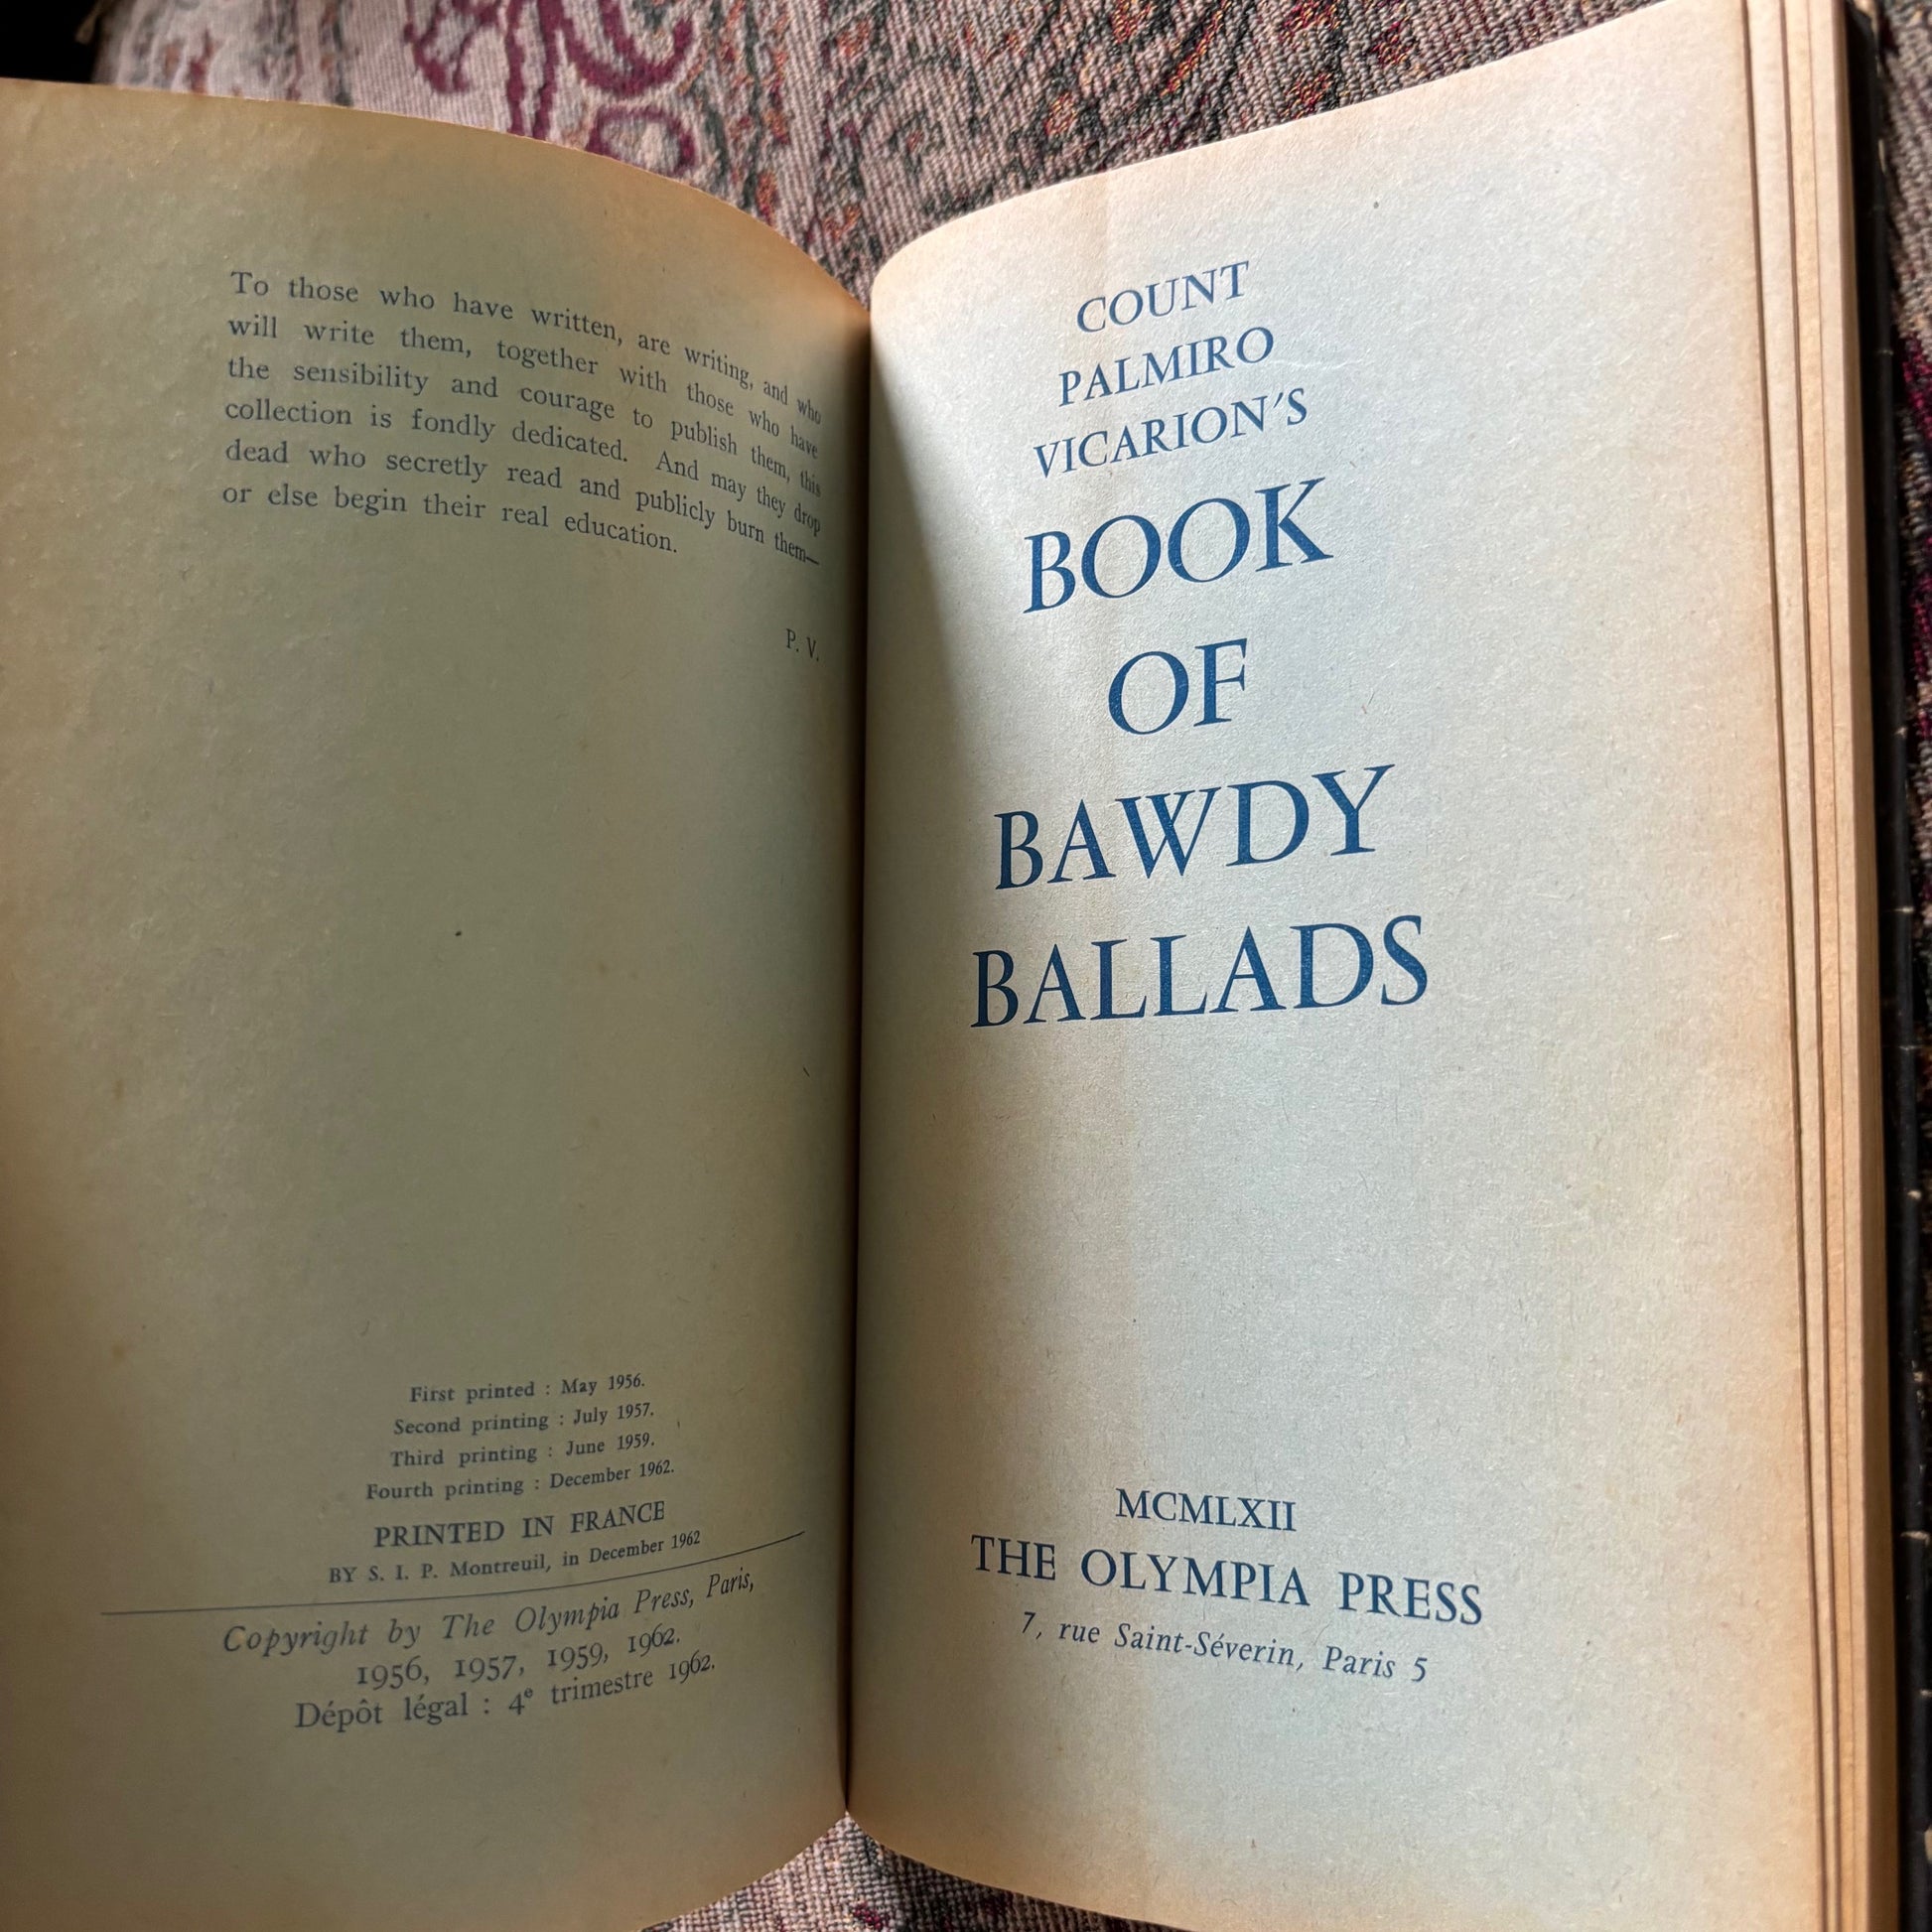 To those who have written, are writing, and who
will write them, together with those who have
the sensibility and courage to publish them, this
collection is fondly dedicated. And may they drop
dead who secretly read and publicly burn them—
or else begin their real education.
P. V.
First printed : May 1956.
Second printing : July 1957.
Third printing : June 1959.
Fourth printing : December 1962.
PRINTED IN FRANCE
BY S. I. P. Montreuil, in December 1962
Copyright by The Olympia Press, Paris,
1956, 1957, 1959, 1962.
Dépôt légal : 4e trimestre 1962.
COUNT
PALMIRO
VICARION'S
BOOK
OF
BAWDY
BALLADS
MCMLXII
THE OLYMPIA PRESS
7, rue Saint-Séverin, Paris 5